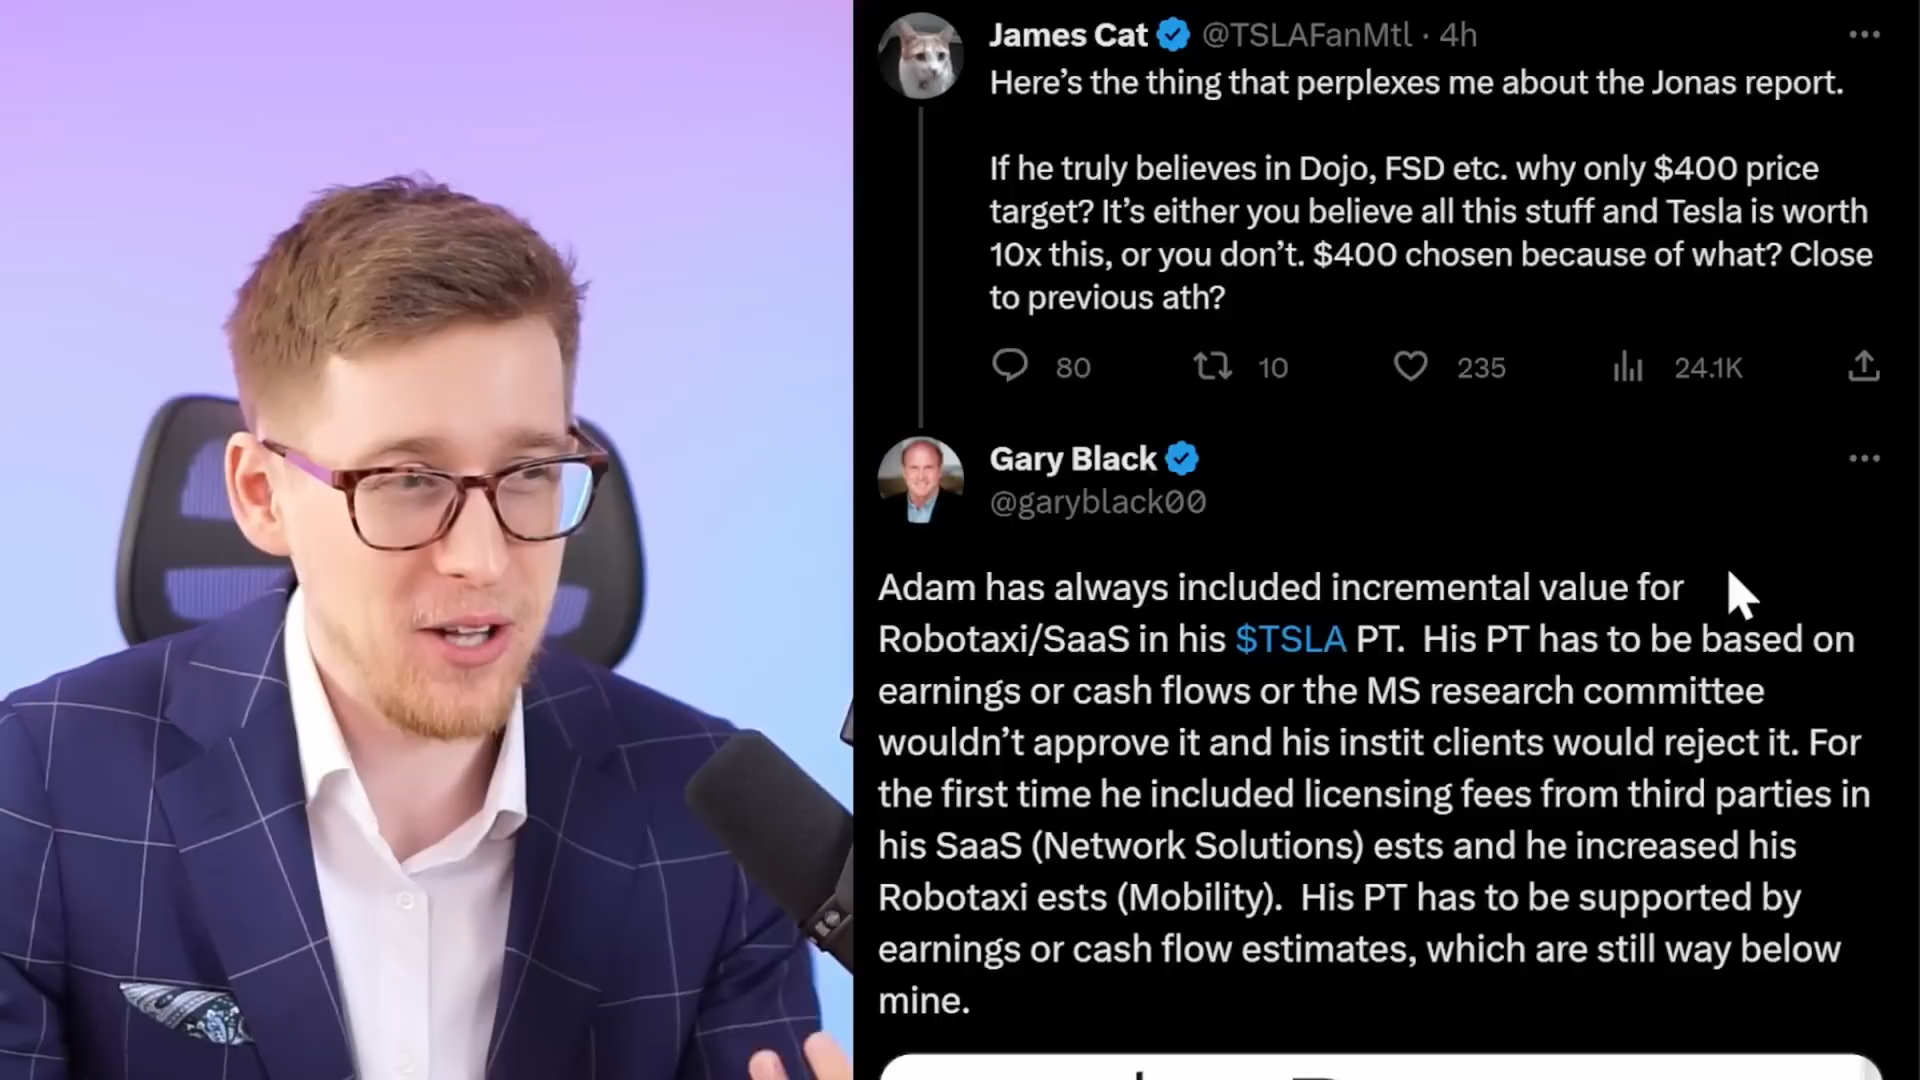 James Cat @TSLAFanMtl · 4h
Here’s the thing that perplexes me about the Jonas report.
If he truly believes in Dojo, FSD etc. why only $400 price
target? It’s either you believe all this stuff and Tesla is worth
10x this, or you don’t. $400 chosen because of what? Close
to previous ath?
80 10 235 24.1K
Gary Black
@garyblack00
Adam has always included incremental value for
Robotaxi/SaaS in his $TSLA PT.  His PT has to be based on
earnings or cash flows or the MS research committee
wouldn’t approve it and his instit clients would reject it. For
the first time he included licensing fees from third parties in
his SaaS (Network Solutions) ests and he increased his
Robotaxi ests (Mobility).  His PT has to be supported by
earnings or cash flow estimates, which are still way below
mine.